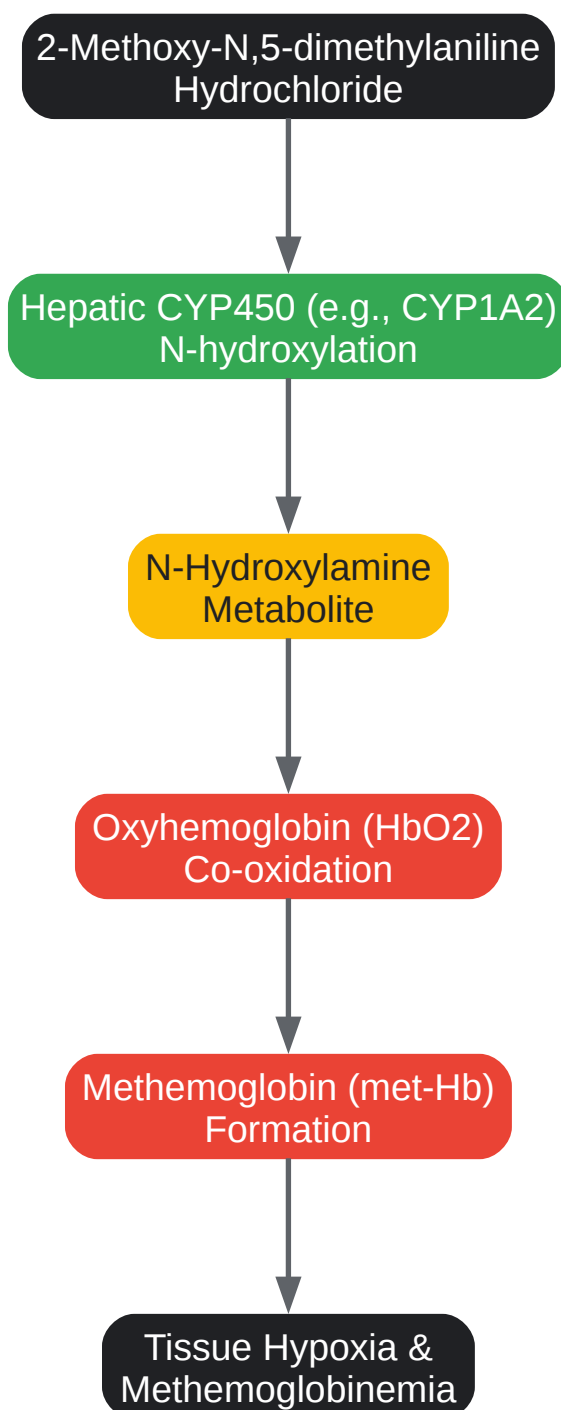 2-Methoxy-N,5-dimethylaniline
Hydrochloride
Hepatic CYP450 (e.g., CYP1A2)
N-hydroxylation
N-Hydroxylamine
Metabolite
Oxyhemoglobin (HbO2)
Co-oxidation
Methemoglobin (met-Hb)
Formation
Tissue Hypoxia &
Methemoglobinemia